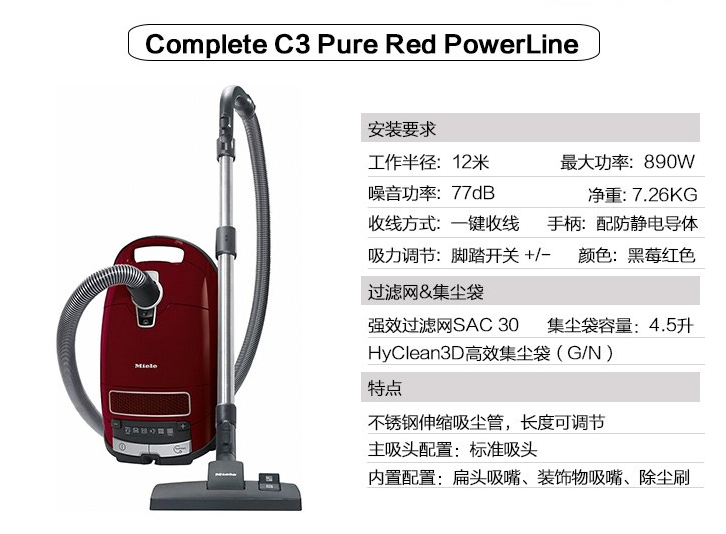 Complete C3 Pure Red PowerLine
安装要求
工作半径: 12米 最大功率: 890W
噪音功率: 77dB 净重: 7.26KG
收线方式: 一键收线 手柄: 配防静电导体
吸力调节: 脚踏开关 +/- 颜色: 黑莓红色
过滤网&集尘袋
强效过滤网SAC 30 集尘袋容量: 4.5升
HyClean3D高效集尘袋 ( G/N )
特点
不锈钢伸缩吸尘管，长度可调节
主吸头配置: 标准吸头
内置配置: 扁头吸嘴、装饰物吸嘴、除尘刷
Miele
Miele